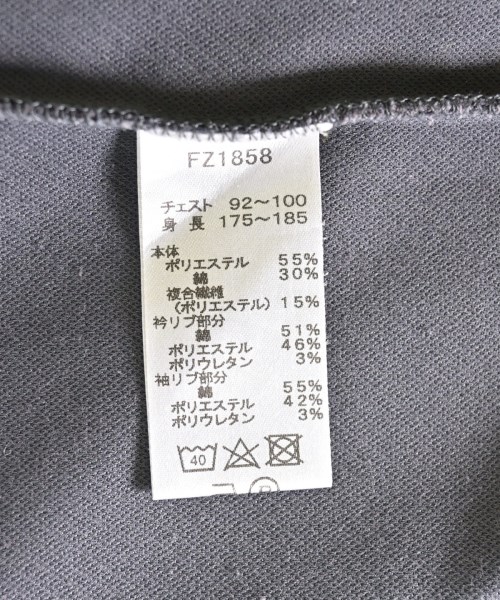 FZ1858
チェスト 92〜100
身 長 175〜185
本体
ポリエステル 55%
綿 30%
複合繊維
(ポリエステル) 15%
衿リブ部分
綿 51%
ポリエステル 46%
ポリウレタン 3%
袖リブ部分
綿 55%
ポリエステル 42%
ポリウレタン 3%
40